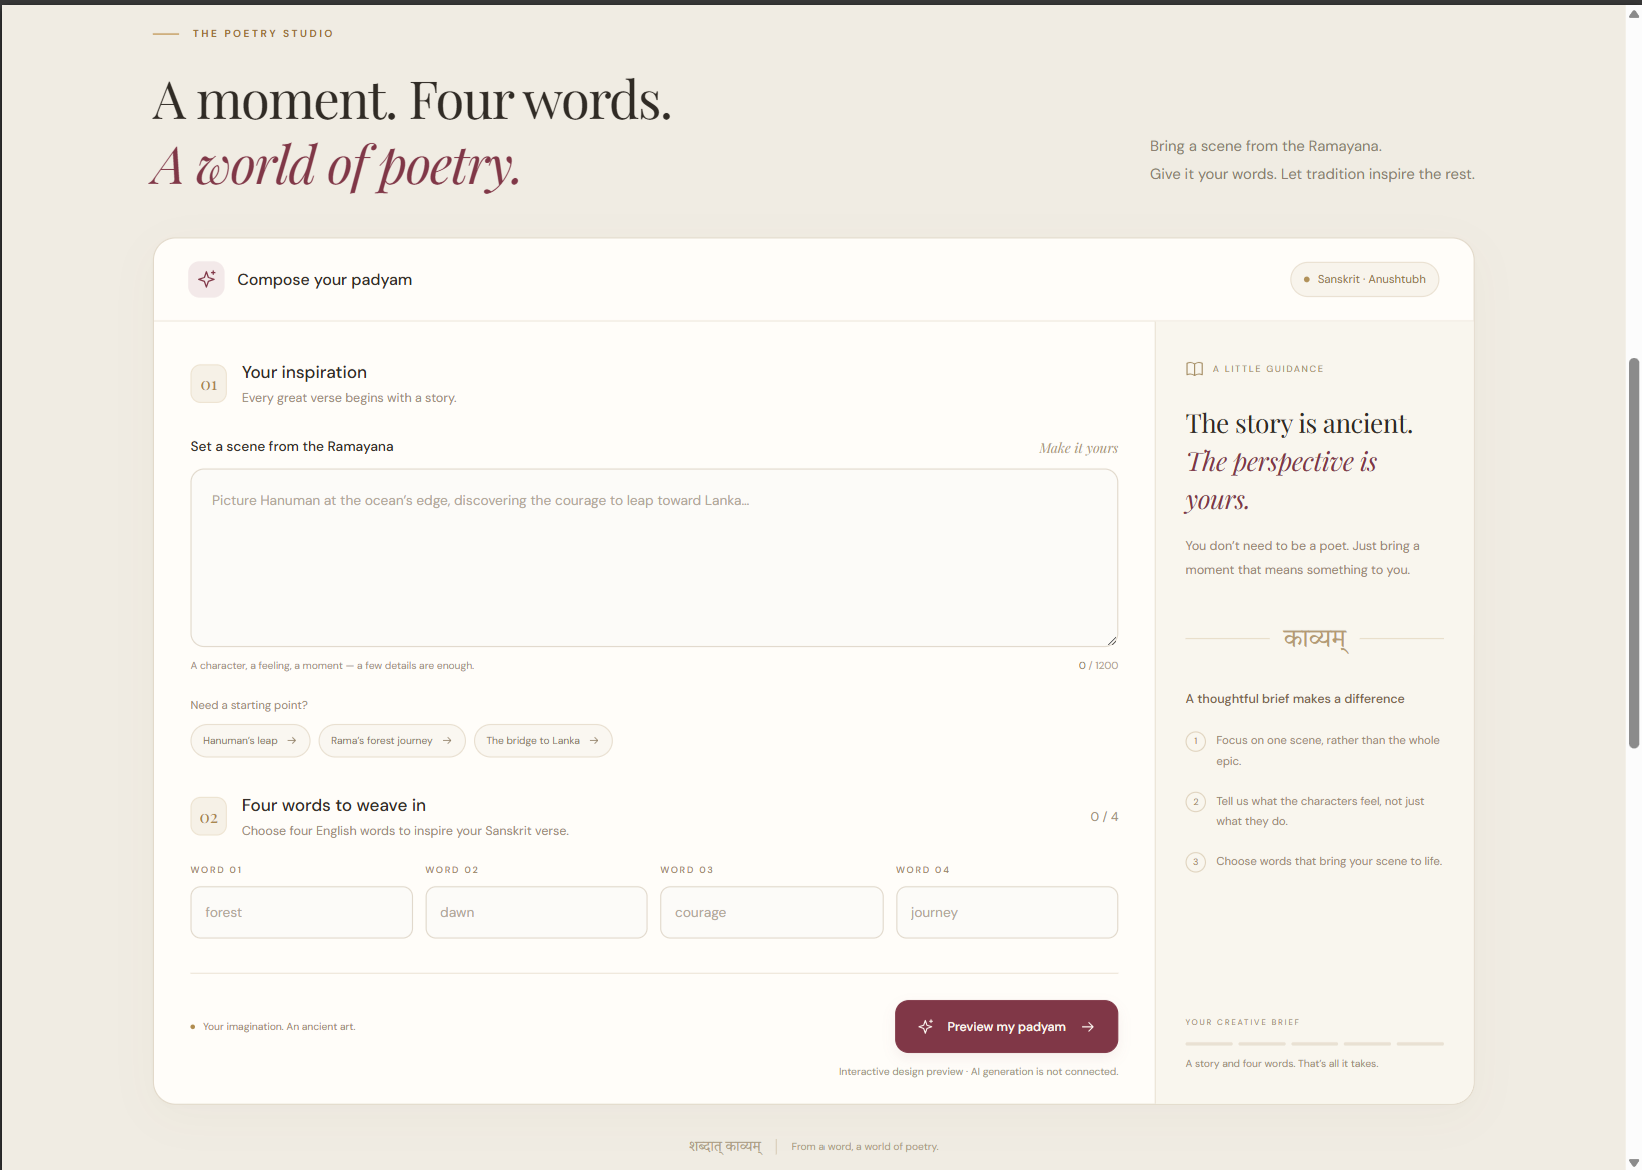 THE POETRY STUDIO
A moment. Four words.
A world of poetry.
Bring a scene from the Ramayana.
Give it your words. Let tradition inspire the rest.
Compose your padyam
Sanskrit · Anushtubh
01
Your inspiration
Every great verse begins with a story.
Set a scene from the Ramayana
Make it yours
Picture Hanuman at the ocean’s edge, discovering the courage to leap toward Lanka…
A character, a feeling, a moment — a few details are enough.
0 / 1200
Need a starting point?
Hanuman’s leap →
Rama’s forest journey →
The bridge to Lanka →
02
Four words to weave in
Choose four English words to inspire your Sanskrit verse.
0 / 4
WORD 01
WORD 02
WORD 03
WORD 04
forest
dawn
courage
journey
Your imagination. An ancient art.
Preview my padyam →
Interactive design preview · AI generation is not connected.
A LITTLE GUIDANCE
The story is ancient.
The perspective is
yours.
You don’t need to be a poet. Just bring a
moment that means something to you.
काव्यम्
A thoughtful brief makes a difference
1 Focus on one scene, rather than the whole
epic.
2 Tell us what the characters feel, not just
what they do.
3 Choose words that bring your scene to life.
YOUR CREATIVE BRIEF
A story and four words. That’s all it takes.
शब्दात् काव्यम्
From a word, a world of poetry.